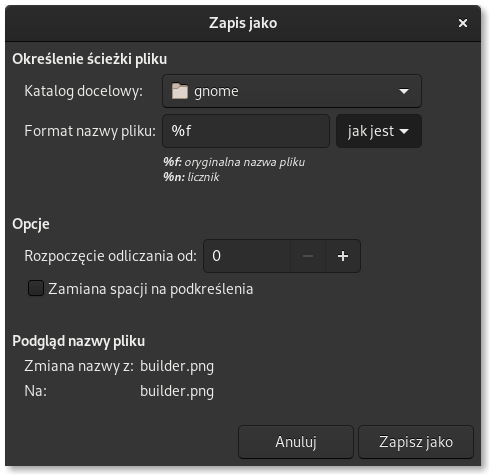 Zapis jako
Określenie ścieżki pliku
Katalog docelowy: gnome
Format nazwy pliku: %f jak jest
%f: oryginalna nazwa pliku
%n: licznik
Opcje
Rozpoczęcie odliczania od: 0
Zamiana spacji na podkreślenia
Podgląd nazwy pliku
Zmiana nazwy z: builder.png
Na: builder.png
Anuluj Zapisz jako